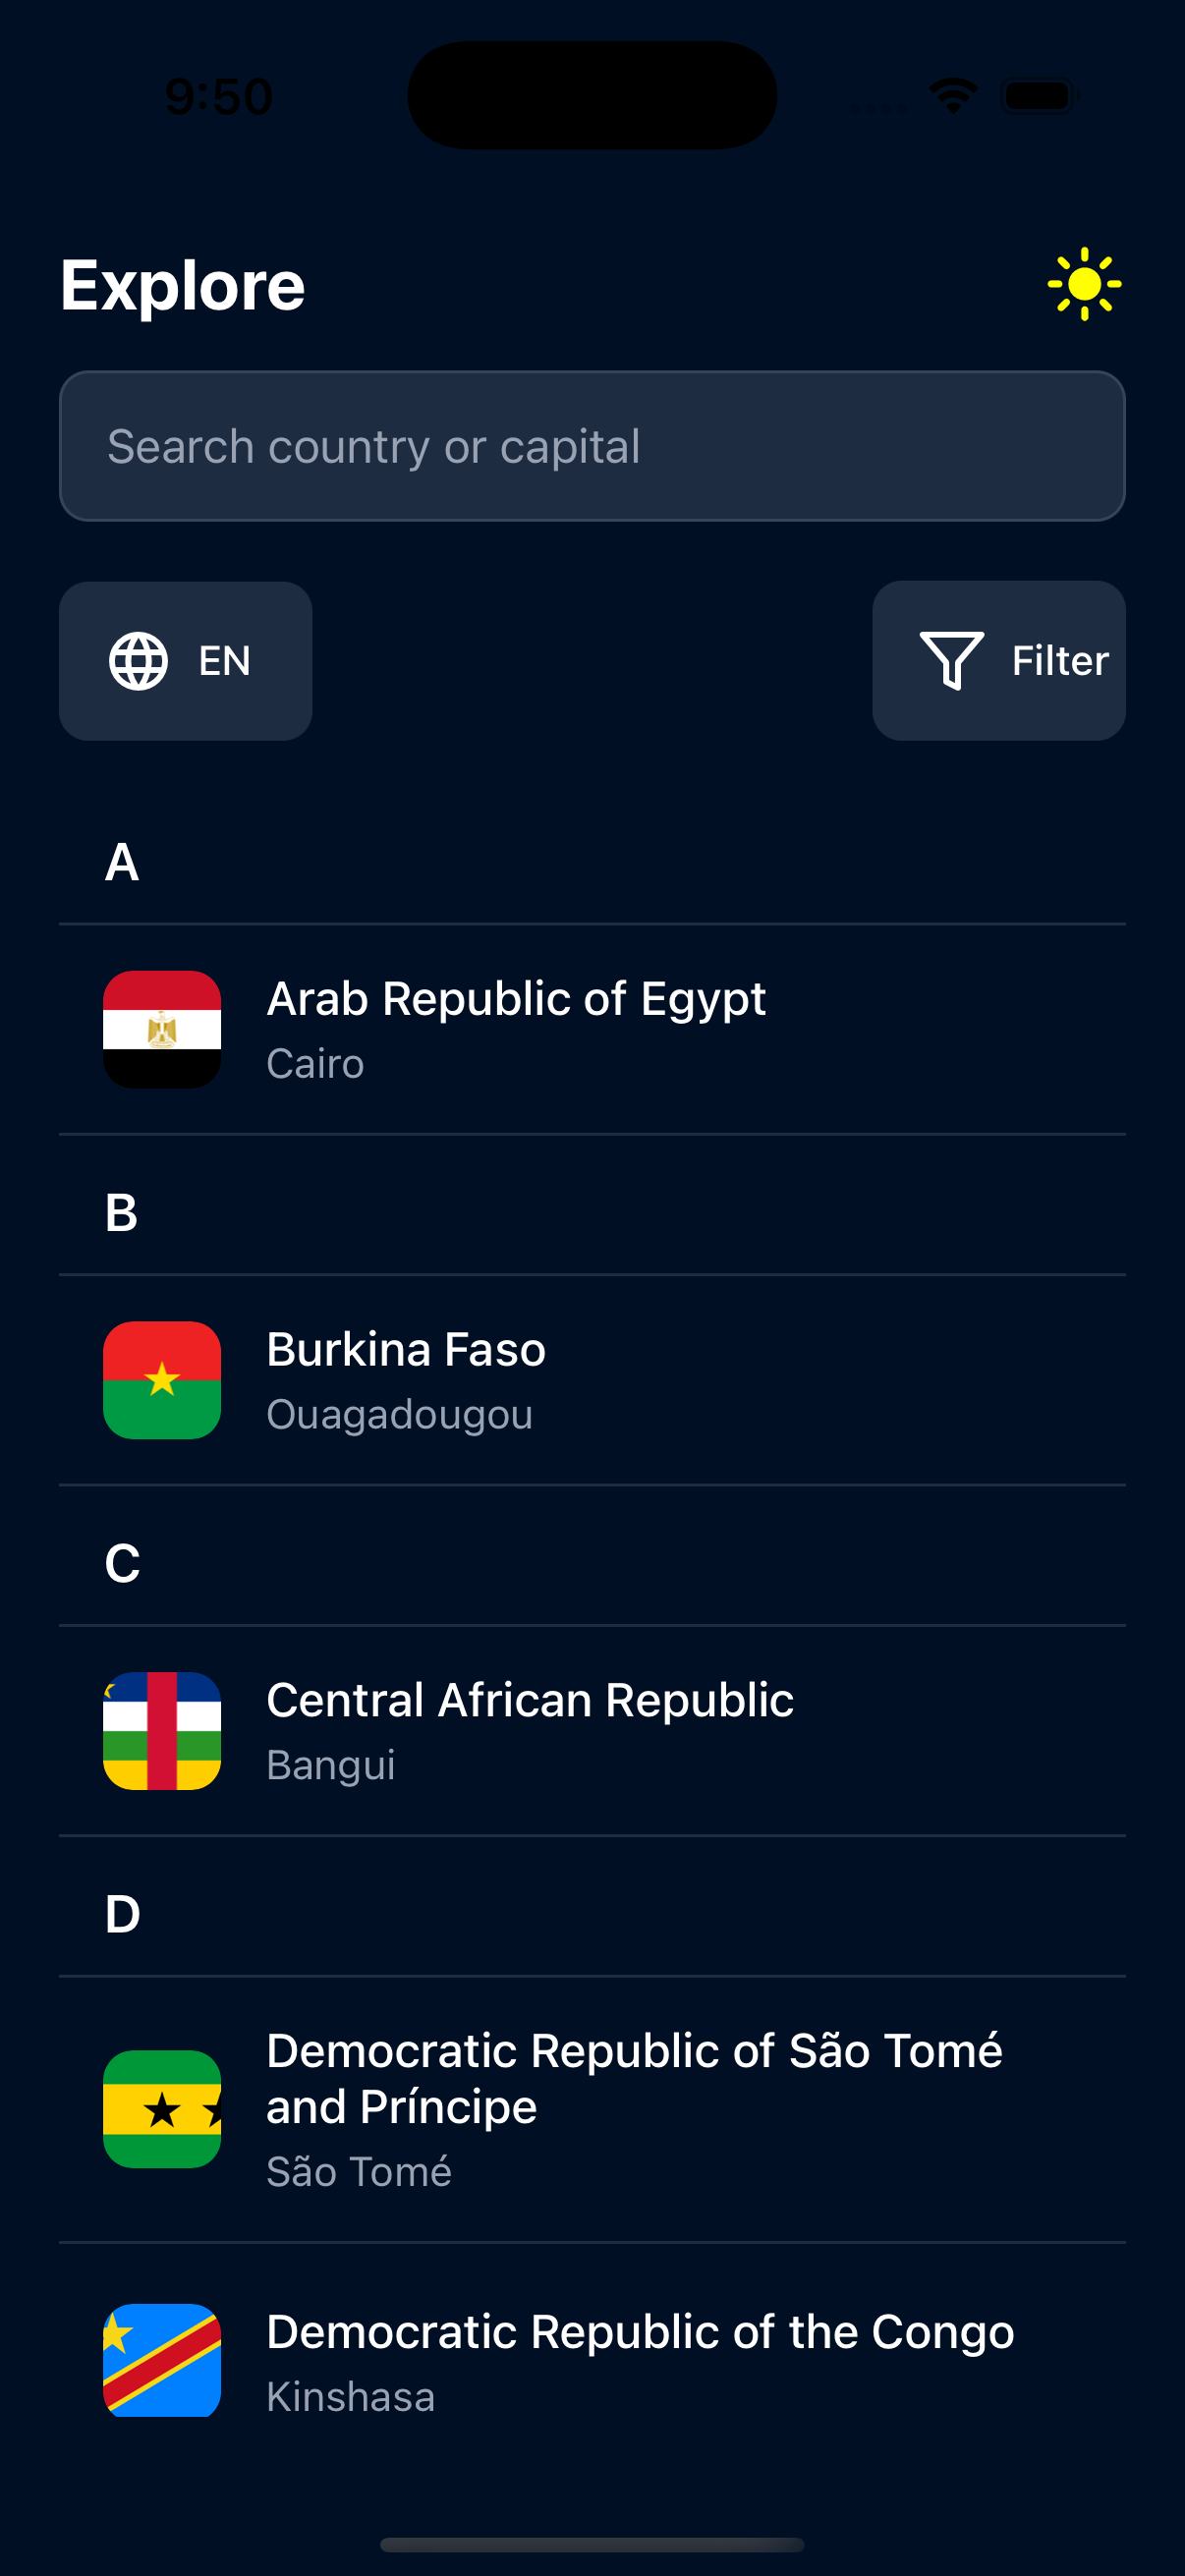 9:50
Explore
Search country or capital
EN
Filter
A
Arab Republic of Egypt
Cairo
B
Burkina Faso
Ouagadougou
C
Central African Republic
Bangui
D
Democratic Republic of São Tomé
and Príncipe
São Tomé
Democratic Republic of the Congo
Kinshasa